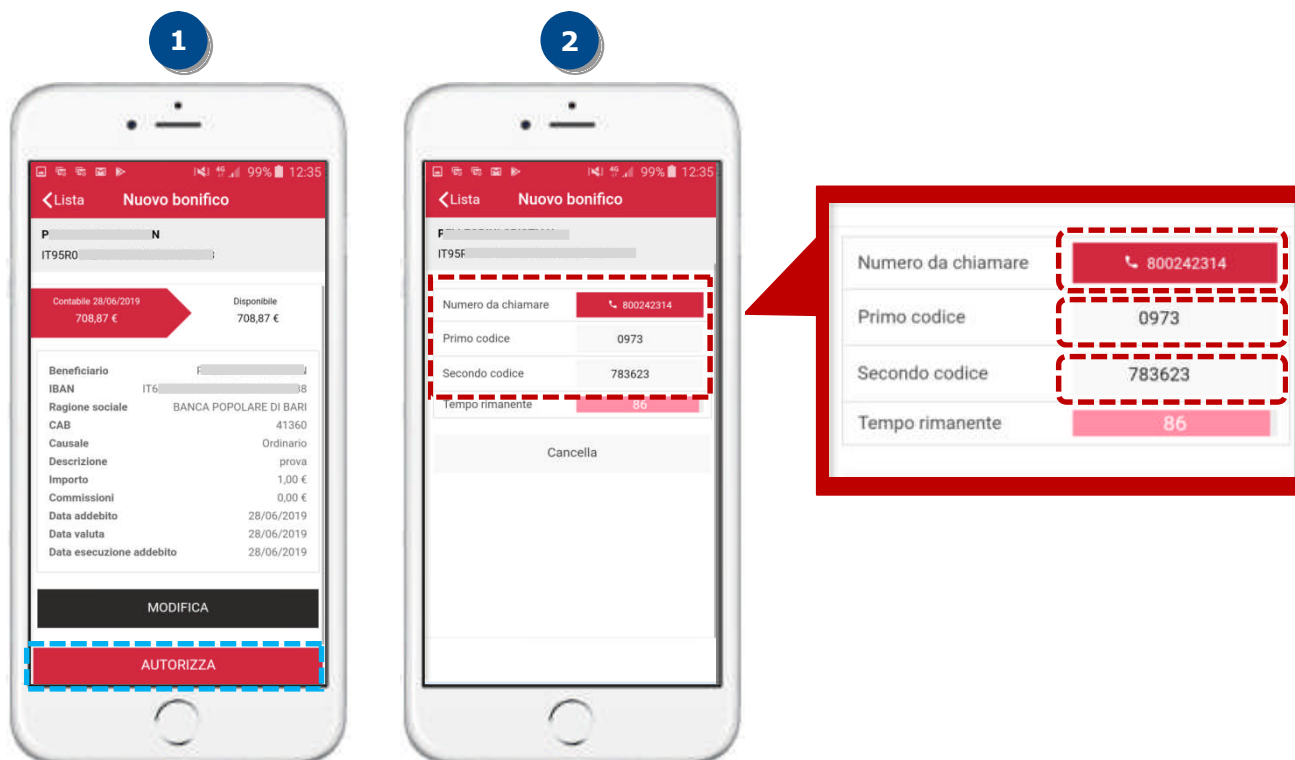 1
99% 12:35
Lista Nuovo bonifico
P N
IT95R0
Contabile 28/06/2019 Disponibile
708,87 € 708,87 €
Beneficiario
IBAN IT6
Ragione sociale BANCA POPOLARE DI BARI
CAB 41360
Causale Ordinario
Descrizione prova
Importo 1,00 €
Commissioni 0,00 €
Data addebito 28/06/2019
Data valuta 28/06/2019
Data esecuzione addebito 28/06/2019
MODIFICA
AUTORIZZA
2
99% 12:35
Lista Nuovo bonifico
Numero da chiamare 800242314
Primo codice 0973
Secondo codice 783623
Tempo rimanente 86
Cancella
Numero da chiamare 800242314
Primo codice 0973
Secondo codice 783623
Tempo rimanente 86